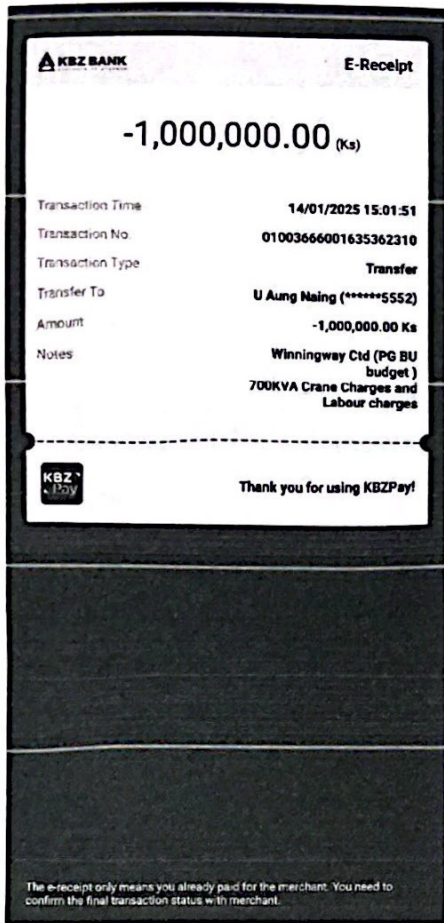 KBZ BANK
E-Receipt
-1,000,000.00 (Ks)
Transaction Time 14/01/2025 15:01:51
Transaction No. 01003666001635362310
Transaction Type Transfer
Transfer To U Aung Naing (******5552)
Amount -1,000,000.00 Ks
Notes Winningway Ctd (PG BU
budget )
700KVA Crane Charges and
Labour charges
KBZ
Pay
Thank you for using KBZPay!
The e-receipt only means you already paid for the merchant. You need to
confirm the final transaction status with merchant.